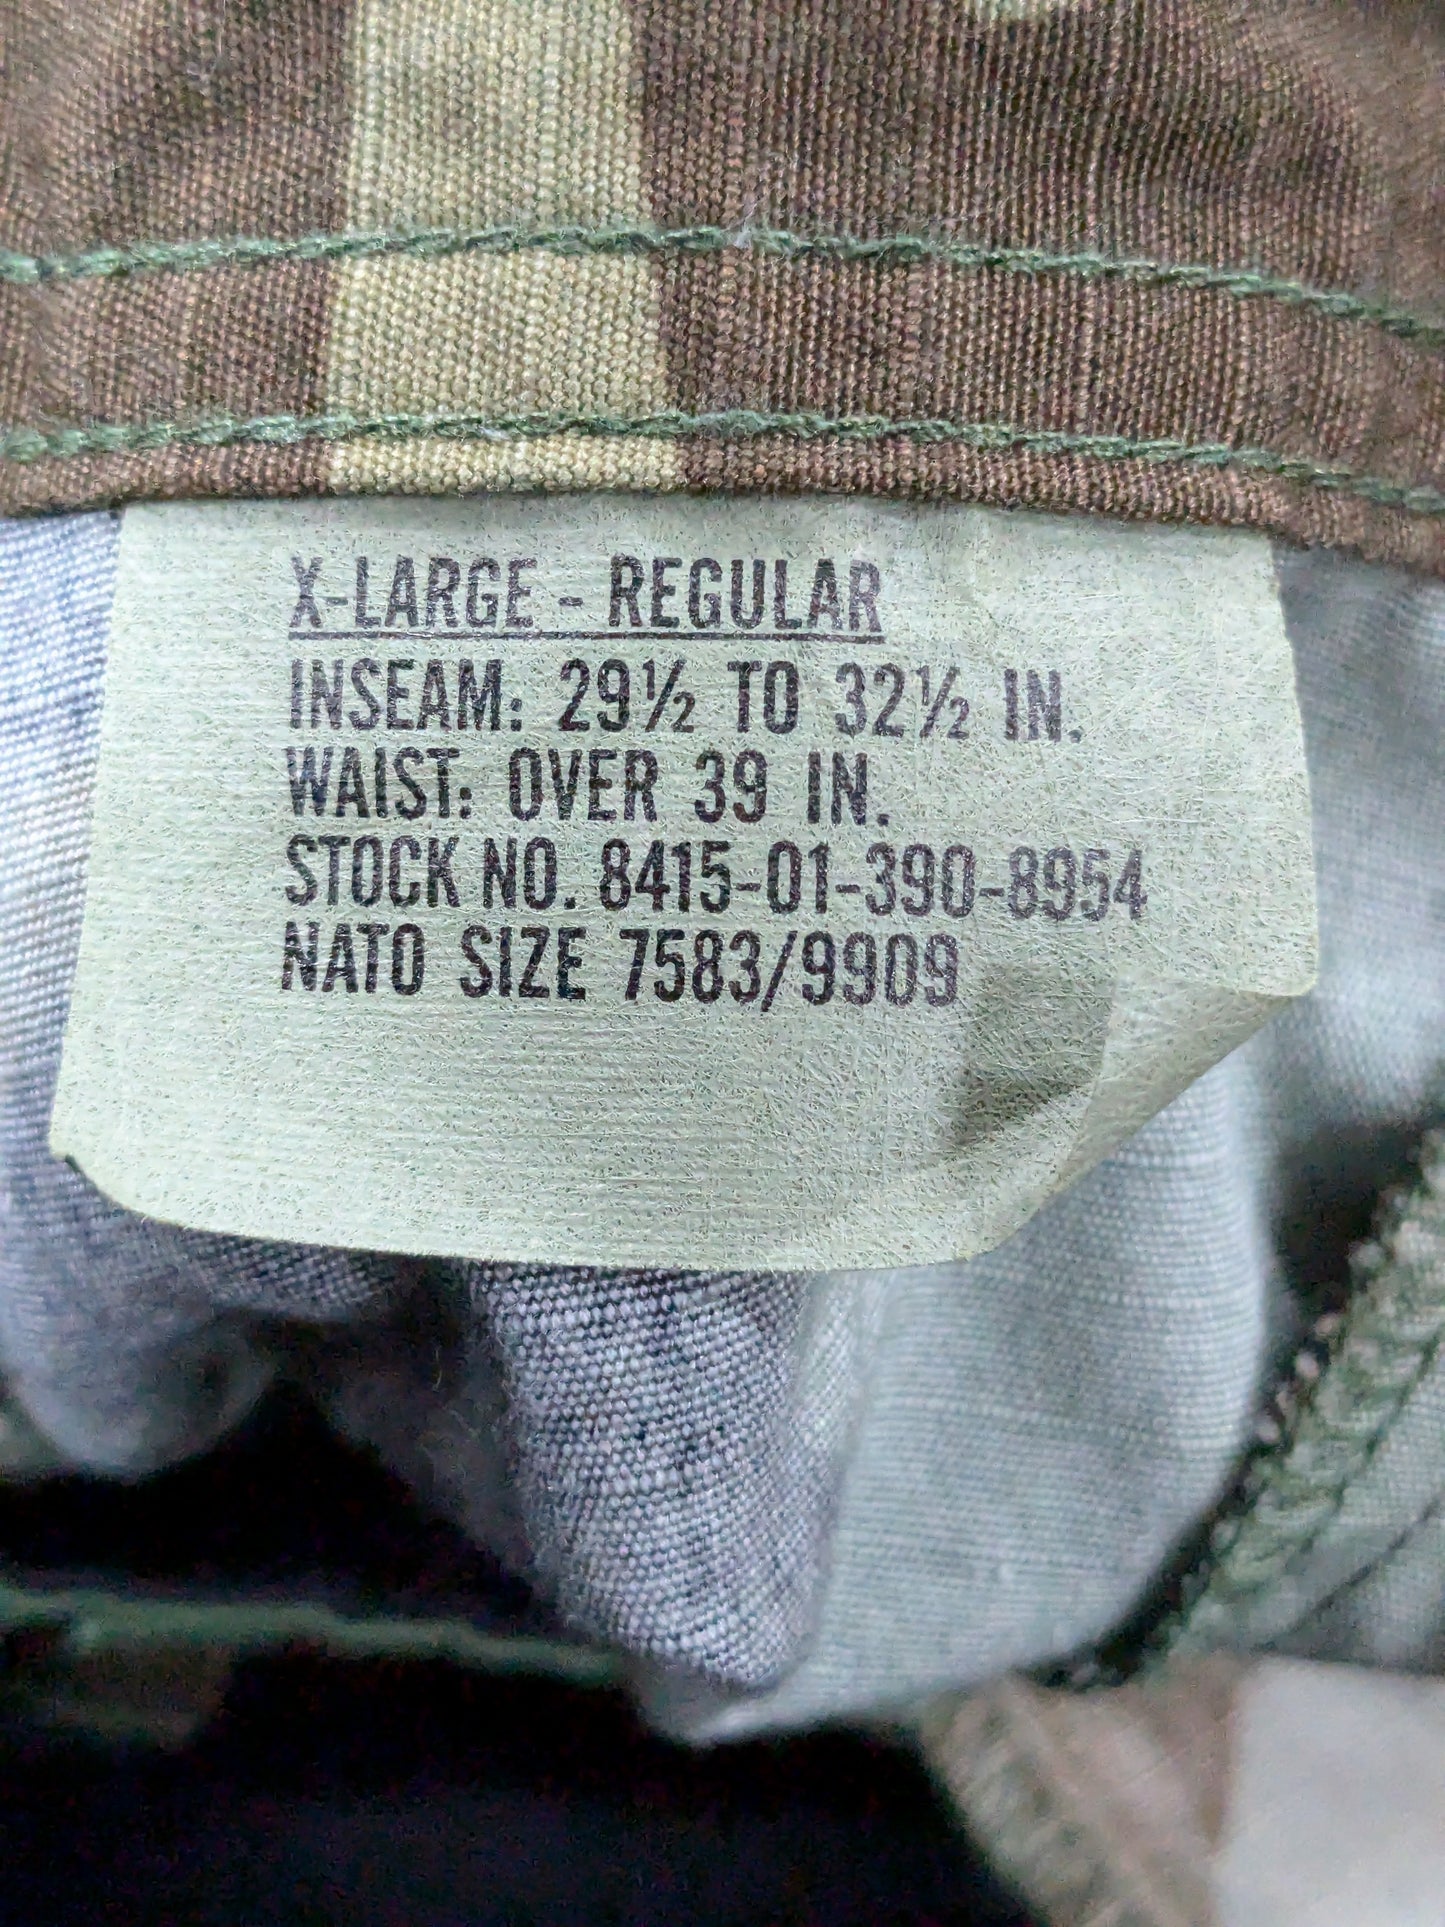 X-LARGE - REGULAR
INSEAM: 29½ TO 32½ IN.
WAIST: OVER 39 IN.
STOCK NO. 8415-01-390-8954
NATO SIZE 7583/9909